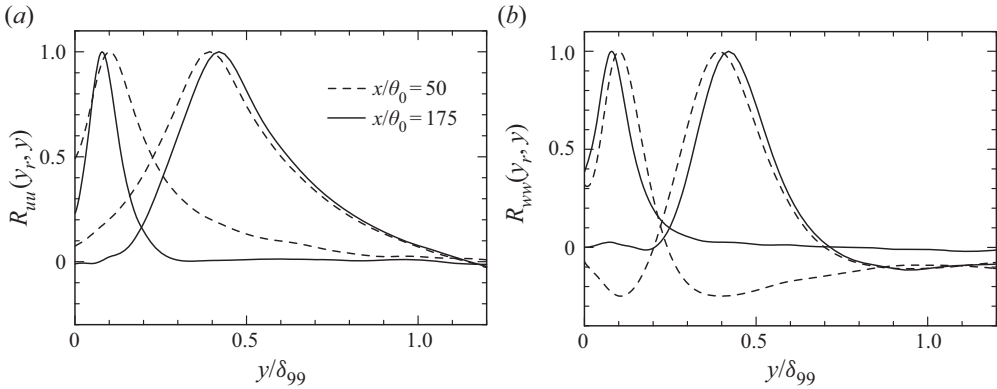 (a)
R_uu(y_r, y)
1.0
0.5
0
0
0.5
1.0
y/δ_99
x/θ_0 = 50
x/θ_0 = 175
(b)
R_ww(y_r, y)
1.0
0.5
0
0
0.5
1.0
y/δ_99